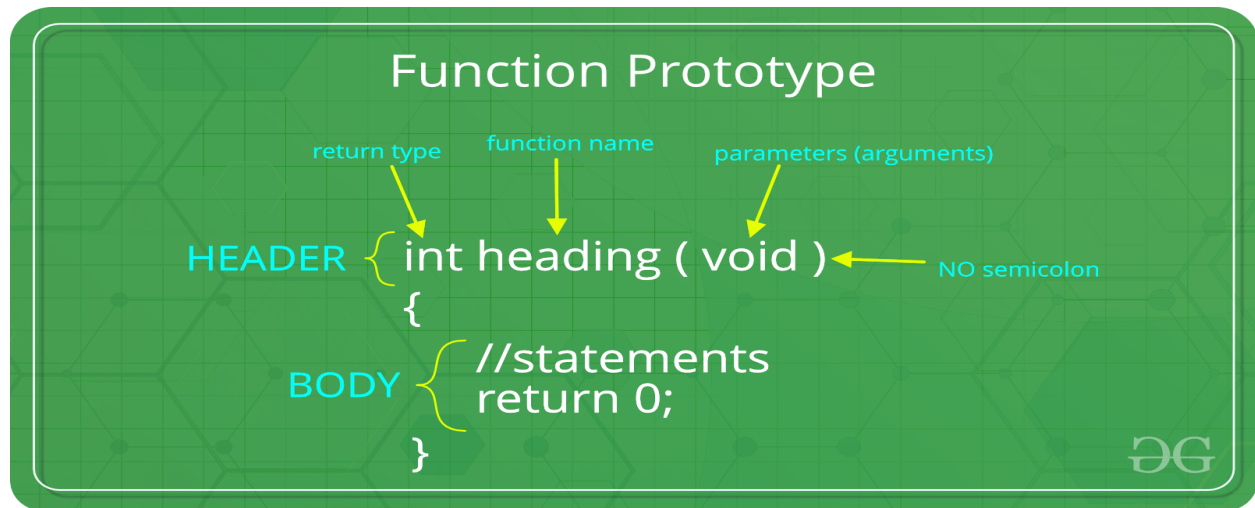 Function Prototype
return type
function name
parameters (arguments)
HEADER
int heading ( void )
NO semicolon
{
BODY
//statements
return 0;
}
GG